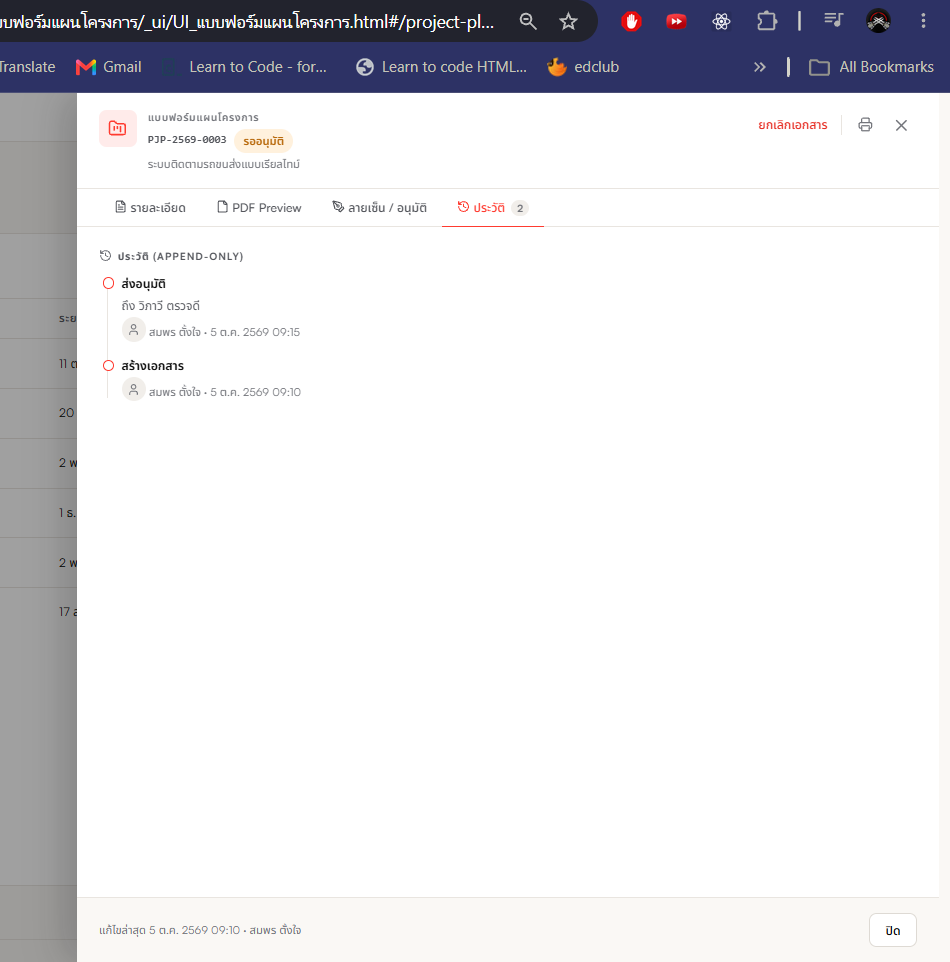 บบฟอร์มแผนโครงการ/_ui/UI_แบบฟอร์มแผนโครงการ.html#/project-pl...
Translate Gmail Learn to Code - for... Learn to code HTML... edclub » All Bookmarks
แบบฟอร์มแผนโครงการ
PJP-2569-0003 รออนุมัติ
ระบบติดตามรถขนส่งแบบเรียลไทม์
ยกเลิกเอกสาร
รายละเอียด PDF Preview ลายเซ็น / อนุมัติ ประวัติ 2
ประวัติ (APPEND-ONLY)
ส่งอนุมัติ
ถึง วิภาวี ตรวจดี
สมพร ตั้งใจ • 5 ต.ค. 2569 09:15
สร้างเอกสาร
สมพร ตั้งใจ • 5 ต.ค. 2569 09:10
ระย
11 ต
20
2 พ
1 ธ.
2 พ
17 ส
แก้ไขล่าสุด 5 ต.ค. 2569 09:10 • สมพร ตั้งใจ
ปิด